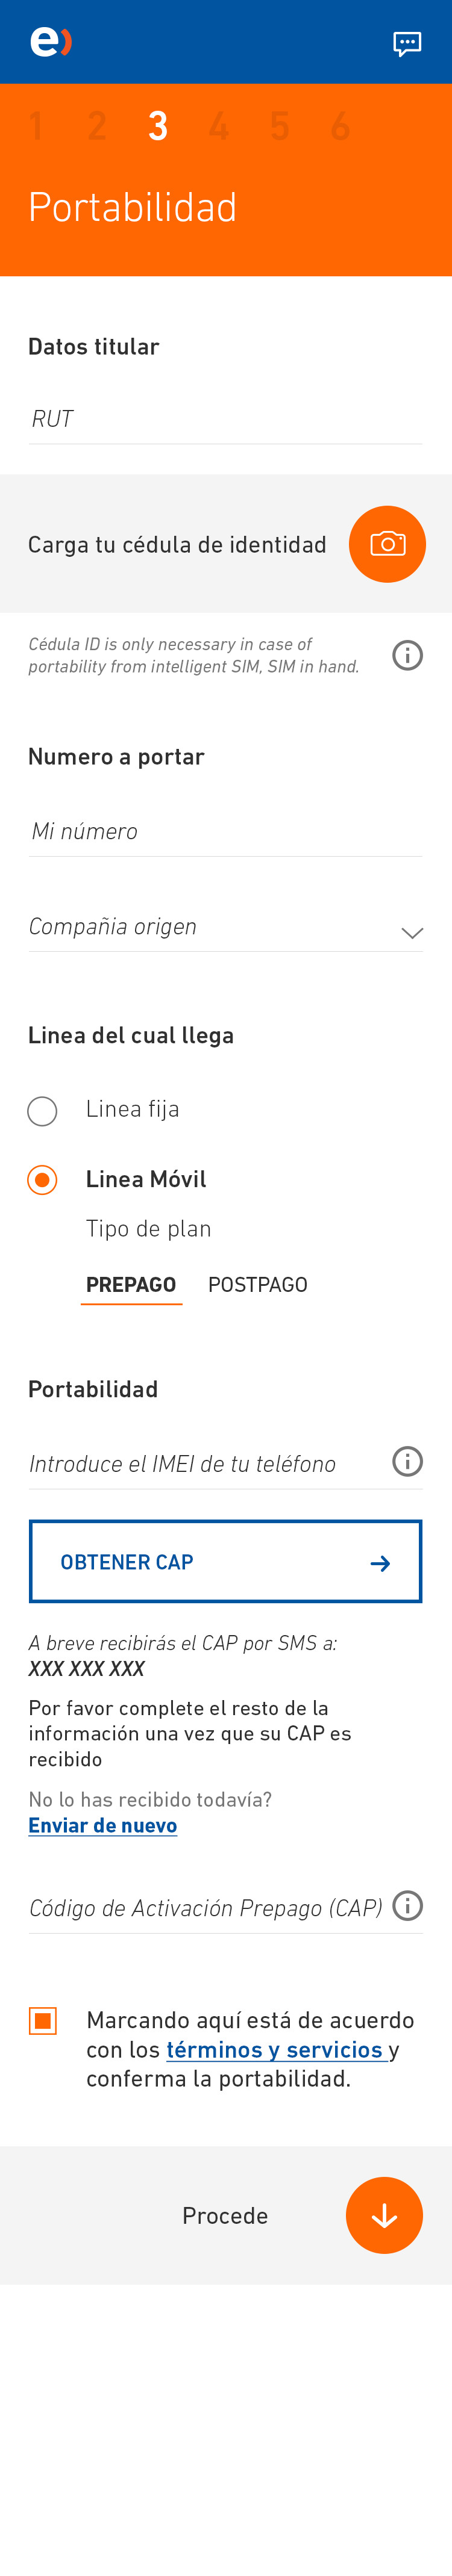 e)
1 2 3 4 5 6
Portabilidad
Datos titular
RUT
Carga tu cédula de identidad
Cédula ID is only necessary in case of
portability from intelligent SIM, SIM in hand.
Numero a portar
Mi número
Compañia origen
Linea del cual llega
Linea fija
Linea Móvil
Tipo de plan
PREPAGO POSTPAGO
Portabilidad
Introduce el IMEI de tu teléfono
OBTENER CAP
A breve recibirás el CAP por SMS a:
XXX XXX XXX
Por favor complete el resto de la
información una vez que su CAP es
recibido
No lo has recibido todavía?
Enviar de nuevo
Código de Activación Prepago (CAP)
Marcando aquí está de acuerdo
con los términos y servicios y
conferma la portabilidad.
Procede